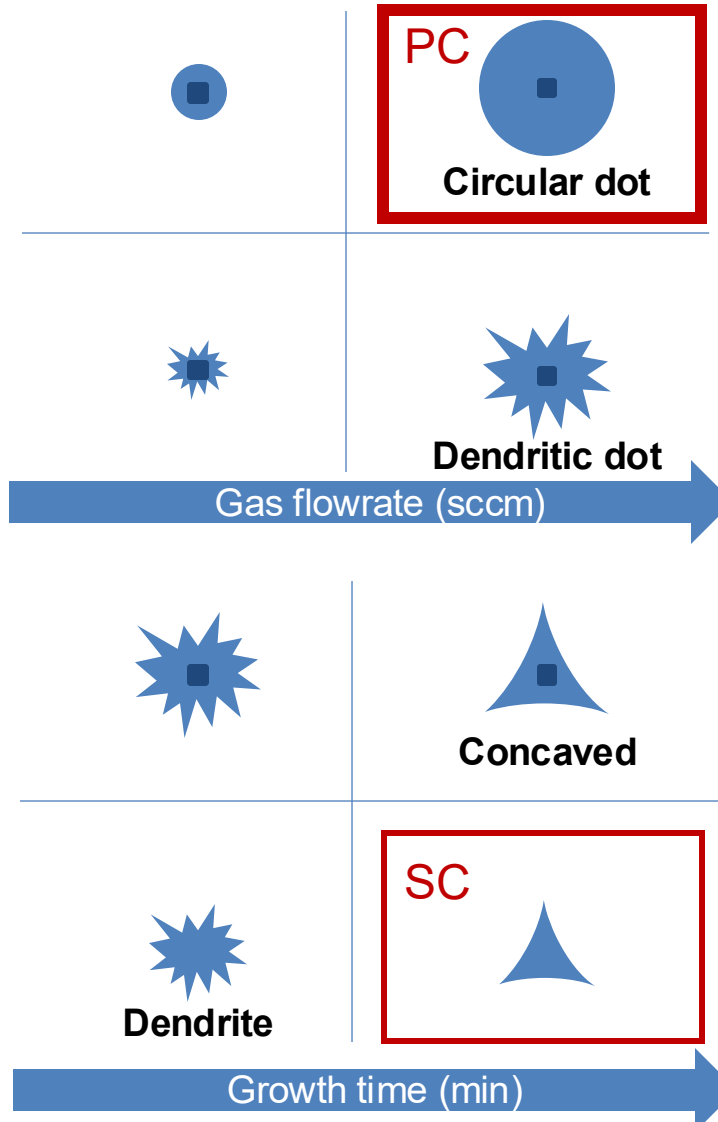 PC
Circular dot
Dendritic dot
Gas flowrate (sccm)
Concaved
SC
Dendrite
Growth time (min)